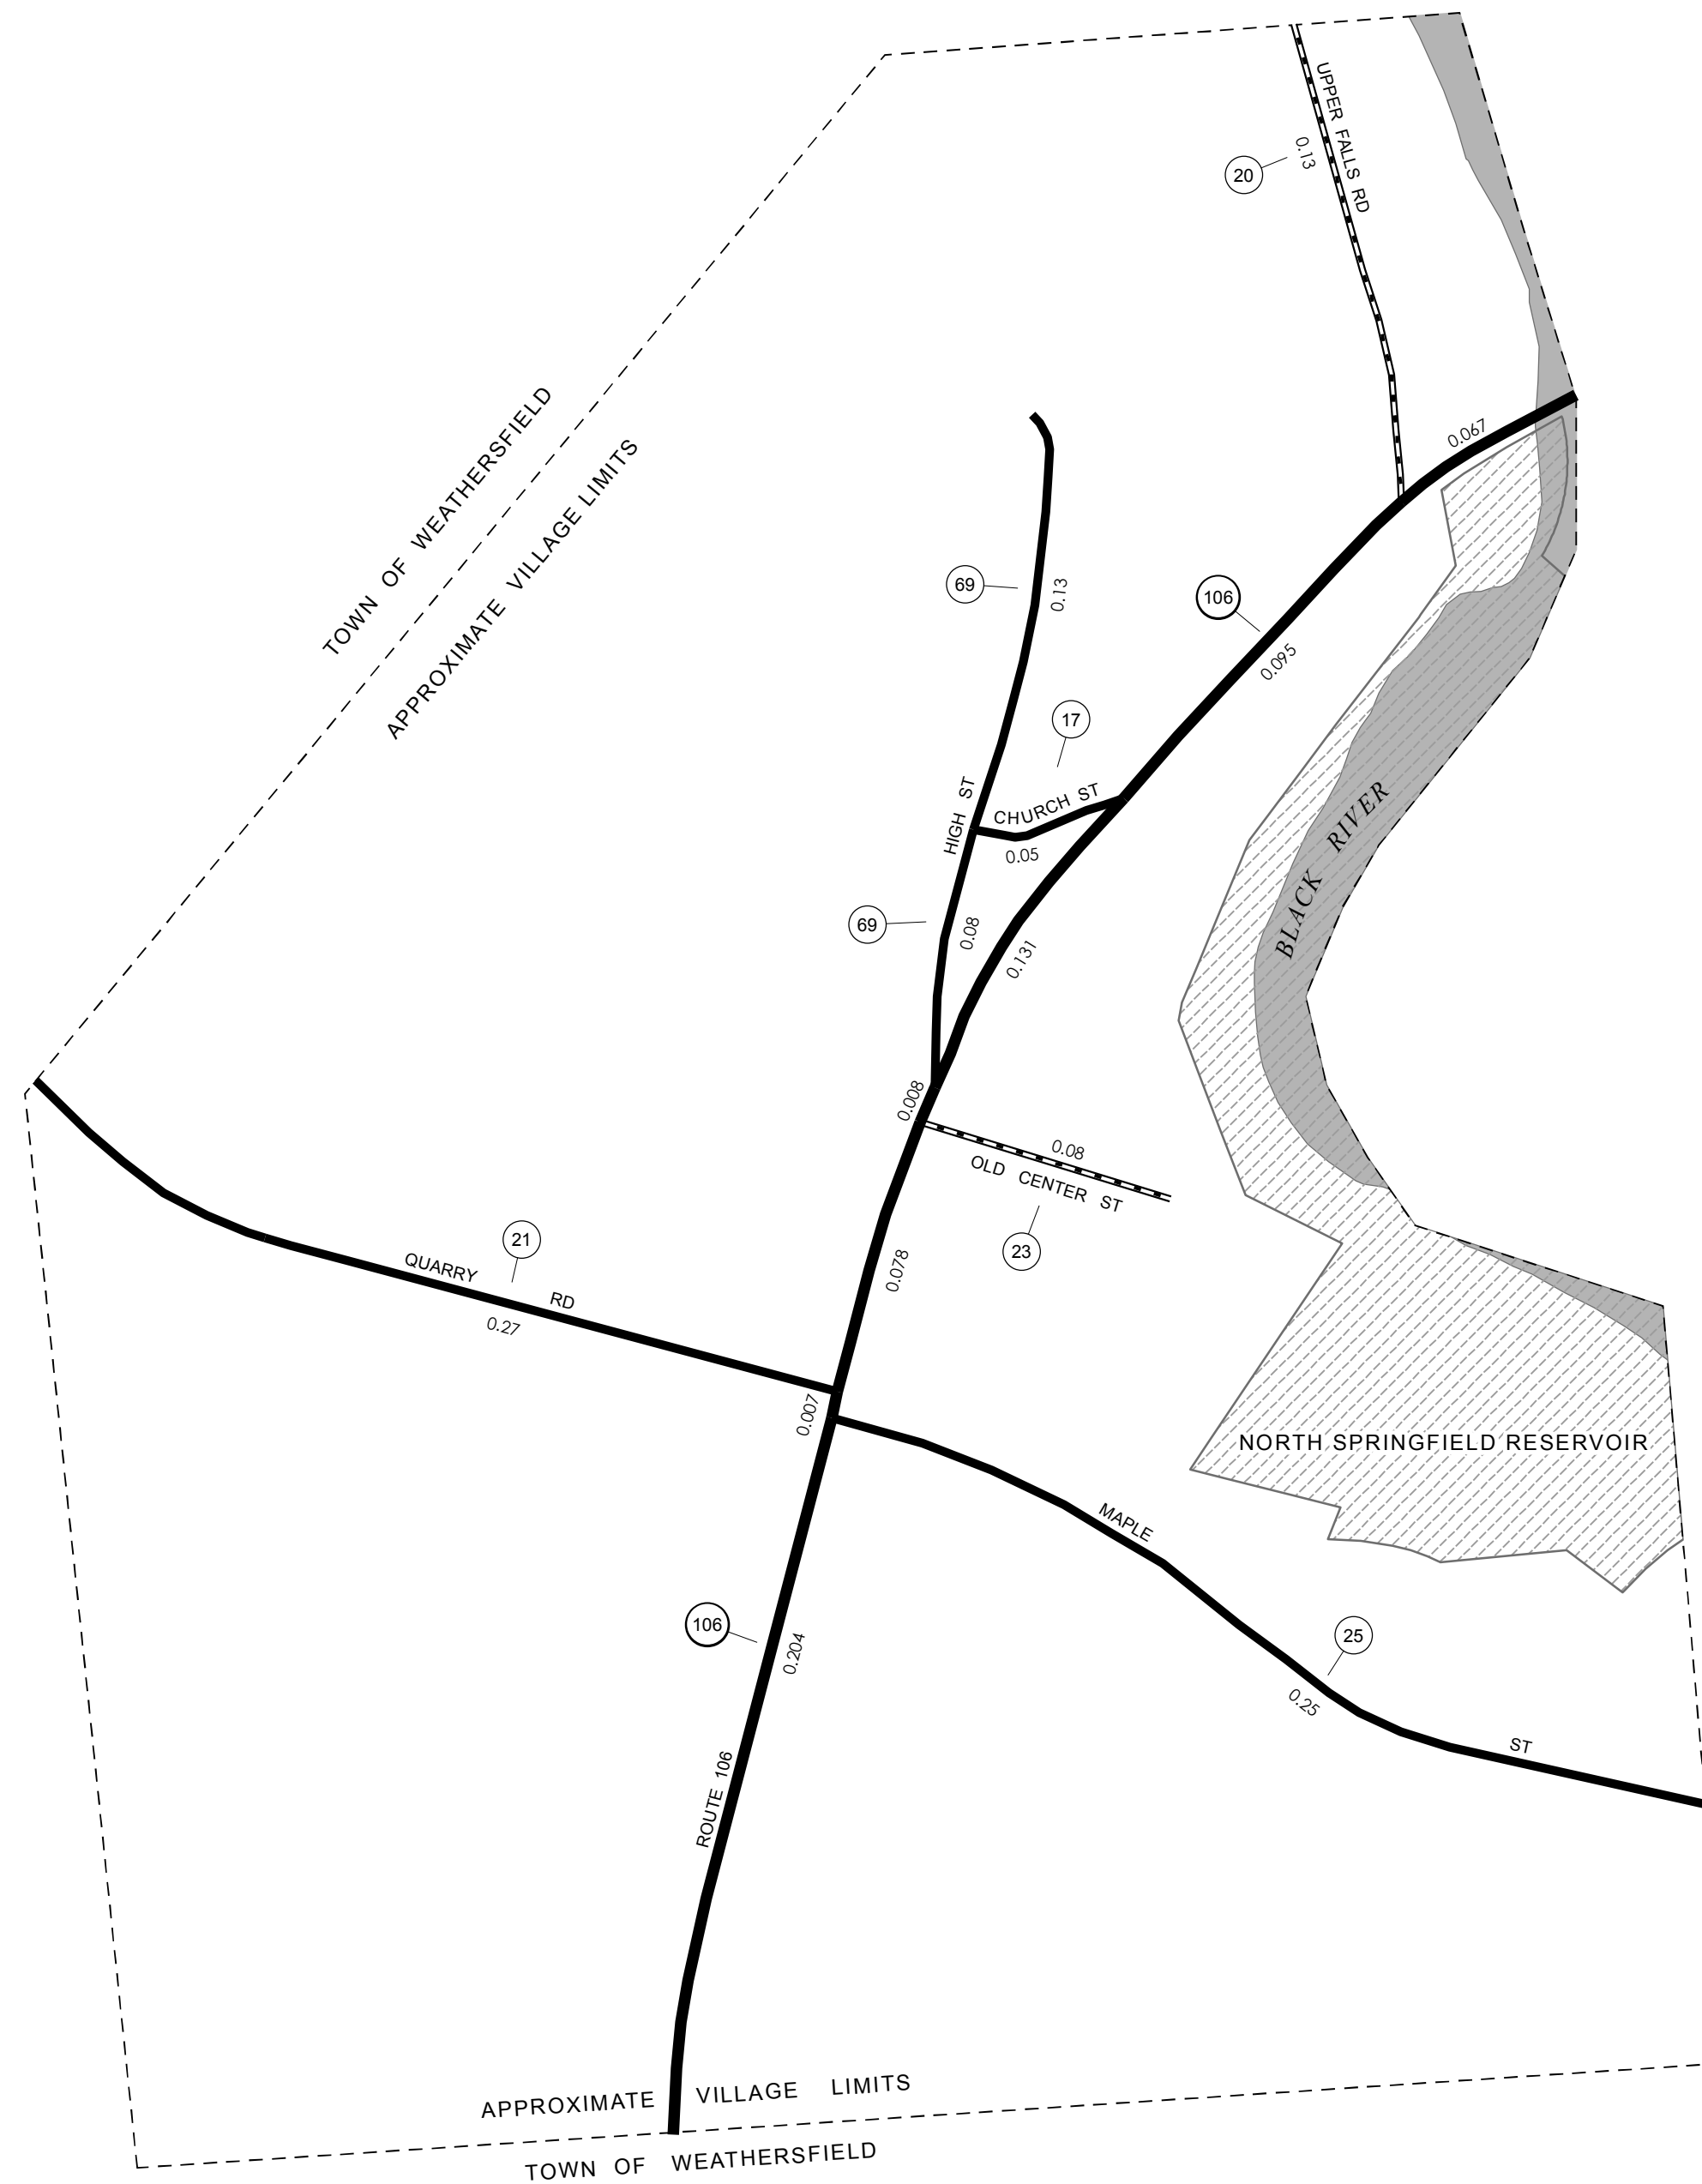 UPPER FALLS RD
0.13
20
TOWN OF WEATHERSFIELD
APPROXIMATE VILLAGE LIMITS
0.067
69
0.13
106
0.095
17
CHURCH ST
0.05
HIGH ST
BLACK RIVER
69
0.08
0.131
0.008
0.08
OLD CENTER ST
23
21
QUARRY RD
0.27
0.078
0.007
NORTH SPRINGFIELD RESERVOIR
MAPLE ST
106
0.204
25
0.25
ROUTE 106
APPROXIMATE VILLAGE LIMITS
TOWN OF WEATHERSFIELD